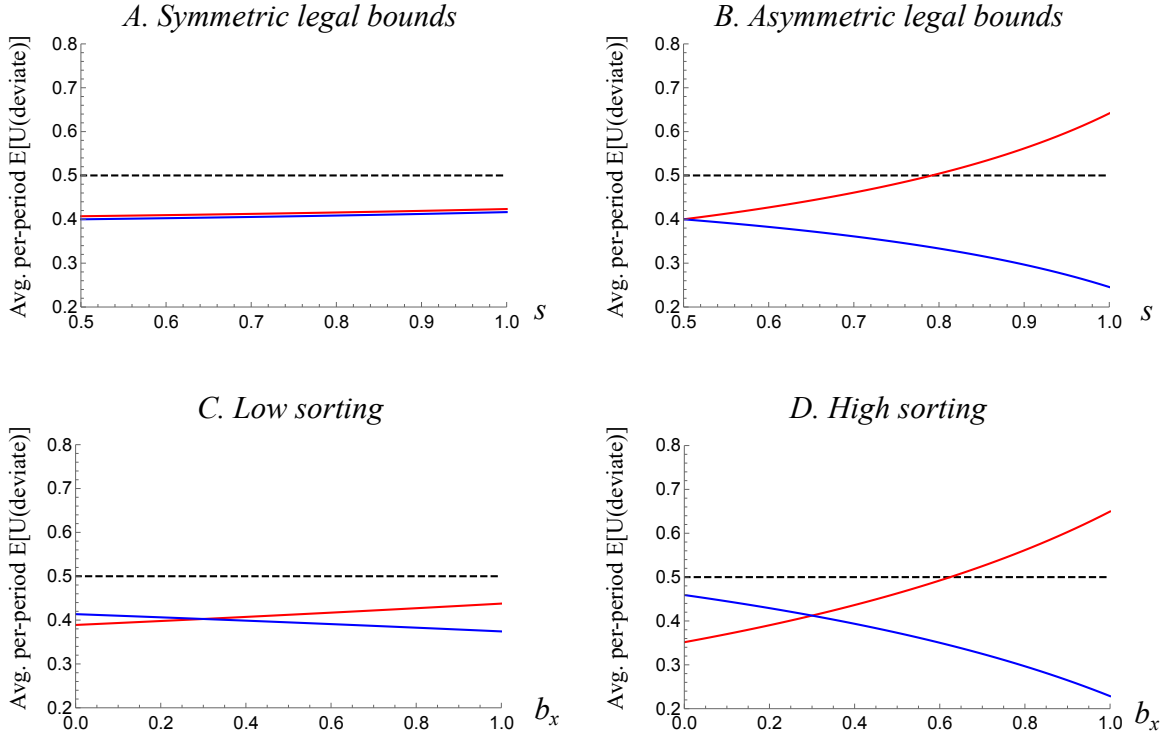 A. Symmetric legal bounds
Avg. per-period E[U(deviate)]
0.8
0.7
0.6
0.5
0.4
0.3
0.2
0.5 0.6 0.7 0.8 0.9 1.0
s
B. Asymmetric legal bounds
Avg. per-period E[U(deviate)]
0.8
0.7
0.6
0.5
0.4
0.3
0.2
0.5 0.6 0.7 0.8 0.9 1.0
s
C. Low sorting
Avg. per-period E[U(deviate)]
0.8
0.7
0.6
0.5
0.4
0.3
0.2
0.0 0.2 0.4 0.6 0.8 1.0
b_x
D. High sorting
Avg. per-period E[U(deviate)]
0.8
0.7
0.6
0.5
0.4
0.3
0.2
0.0 0.2 0.4 0.6 0.8 1.0
b_x